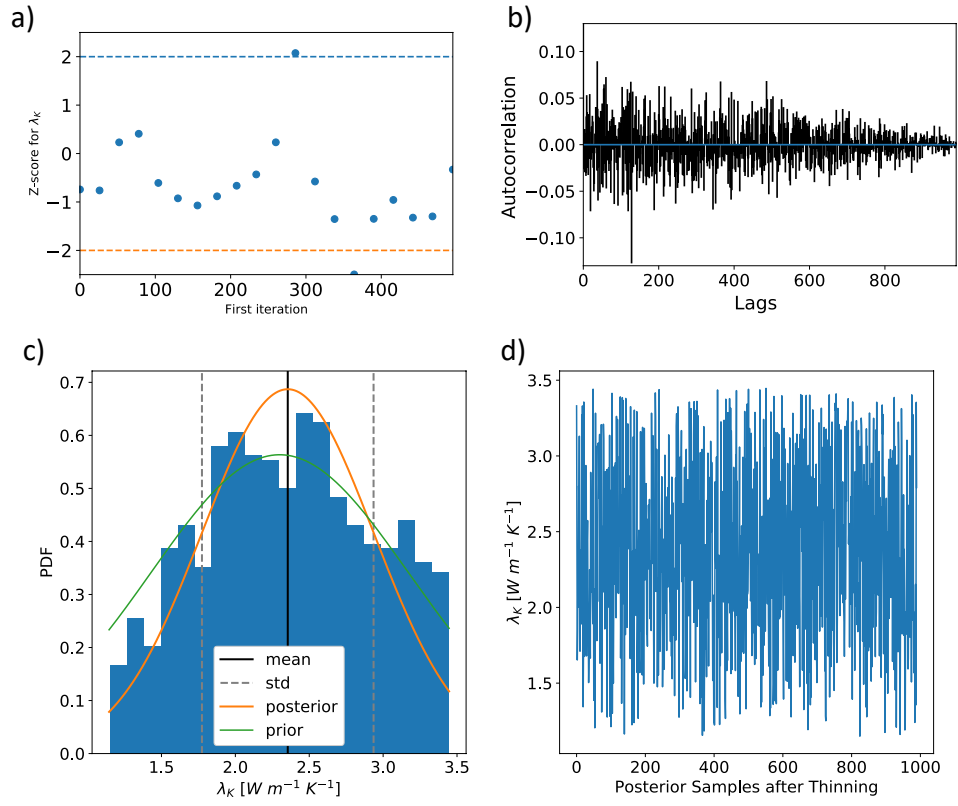 a)
2
1
0
−1
−2
Z-score for λK
0 100 200 300 400
First iteration
b)
0.10
0.05
0.00
−0.05
−0.10
Autocorrelation
0 200 400 600 800
Lags
c)
0.7
0.6
0.5
0.4
0.3
0.2
0.1
0.0
PDF
mean
std
posterior
prior
1.5 2.0 2.5 3.0 3.5
λK [W m⁻¹ K⁻¹]
d)
3.5
3.0
2.5
2.0
1.5
λK [W m⁻¹ K⁻¹]
0 200 400 600 800 1000
Posterior Samples after Thinning